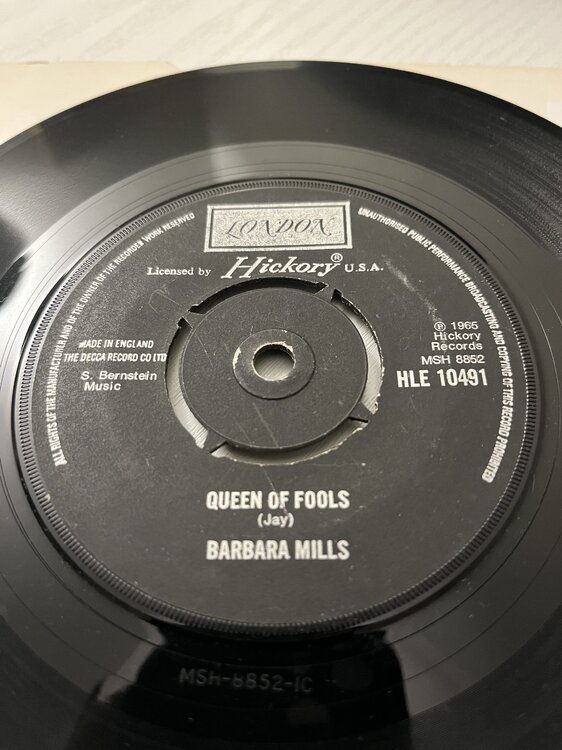 LONDON
Licensed by Hickory® U.S.A.
ALL RIGHTS OF THE MANUFACTURER AND OF THE OWNER OF THE RECORDED WORK RESERVED
UNAUTHORISED PUBLIC PERFORMANCE BROADCASTING AND COPYING OF THIS RECORD PROHIBITED
MADE IN ENGLAND
THE DECCA RECORD CO LTD
S. Bernstein
Music
℗ 1965
Hickory
Records
MSH 8852
HLE 10491
QUEEN OF FOOLS
(Jay)
BARBARA MILLS
MSH-8852-1C